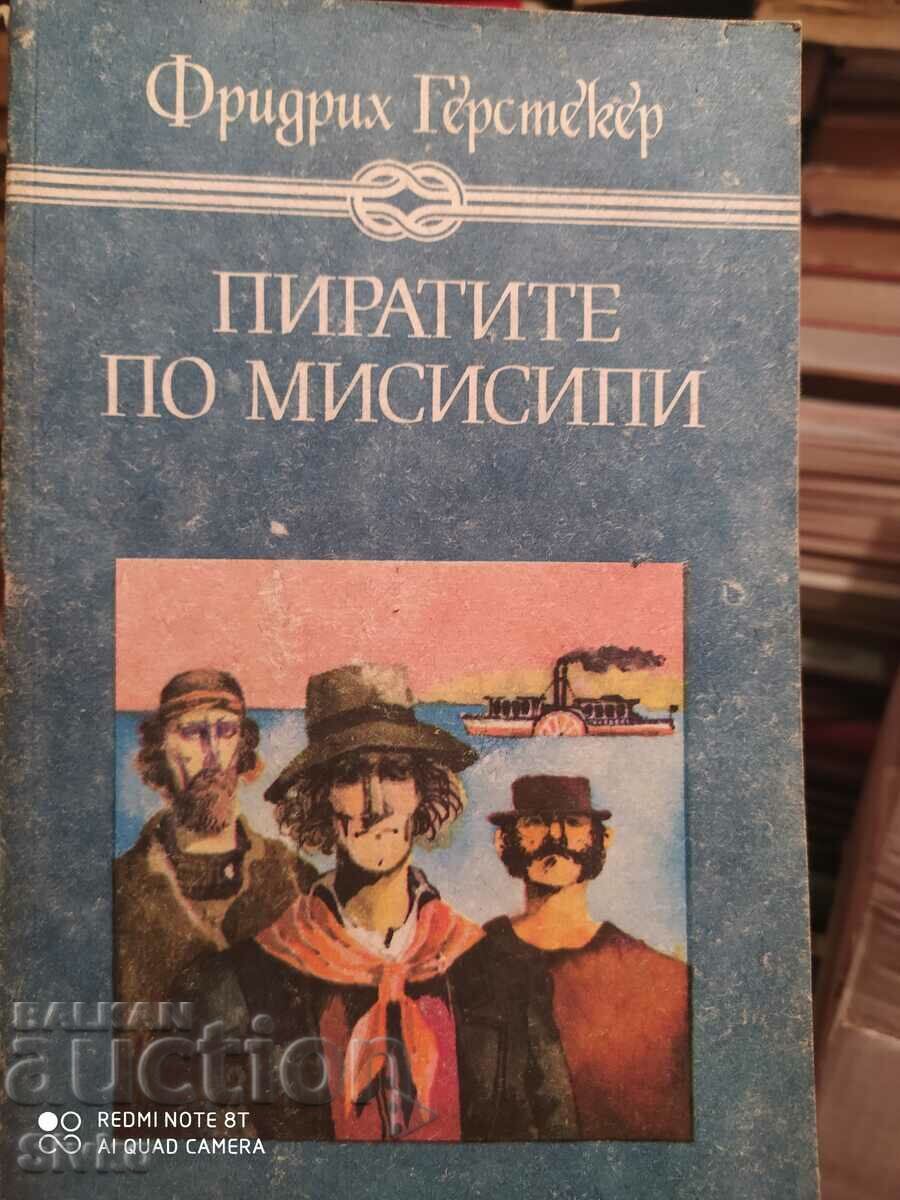 Фридрих Герстекер
ПИРАТИТЕ
ПО МИСИСИПИ
BALKAN
auction
REDMI NOTE 8T
AI QUAD CAMERA